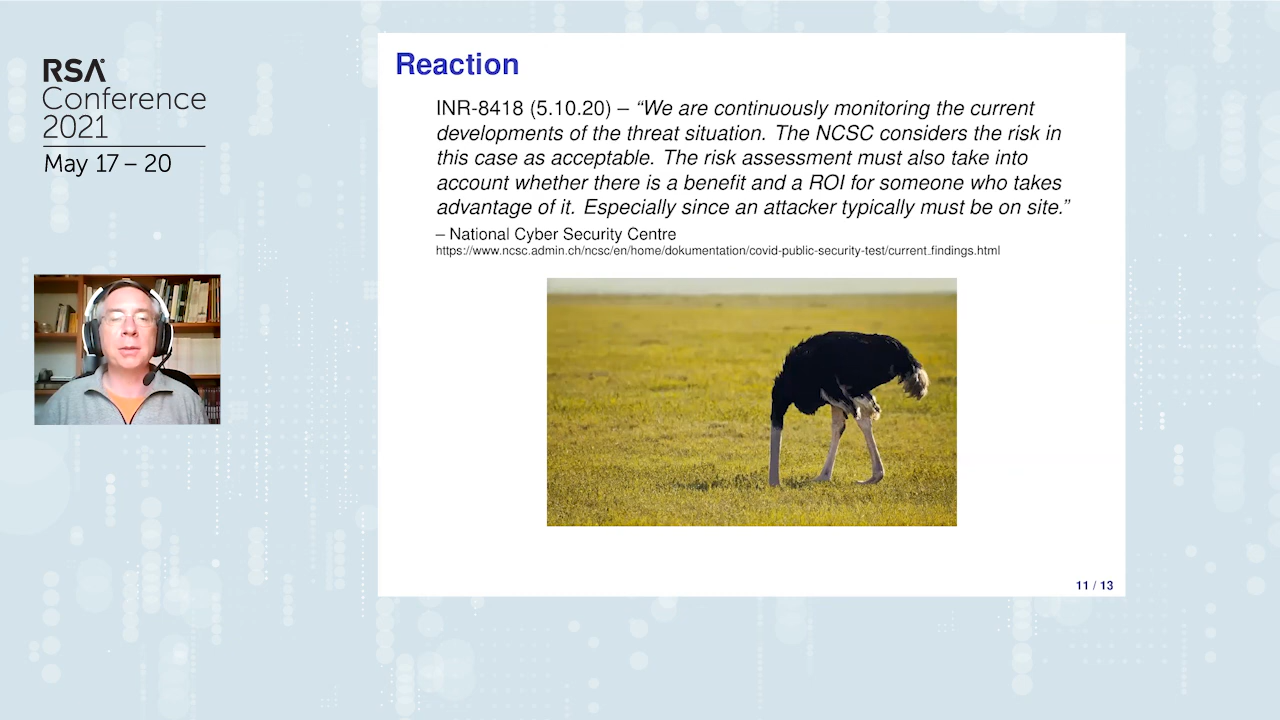 RSA
Conference
2021
May 17 – 20
Reaction
INR-8418 (5.10.20) – “We are continuously monitoring the current
developments of the threat situation. The NCSC considers the risk in
this case as acceptable. The risk assessment must also take into
account whether there is a benefit and a ROI for someone who takes
advantage of it. Especially since an attacker typically must be on site.”
– National Cyber Security Centre
https://www.ncsc.admin.ch/ncsc/en/home/dokumentation/covid-public-security-test/current_findings.html
11 / 13